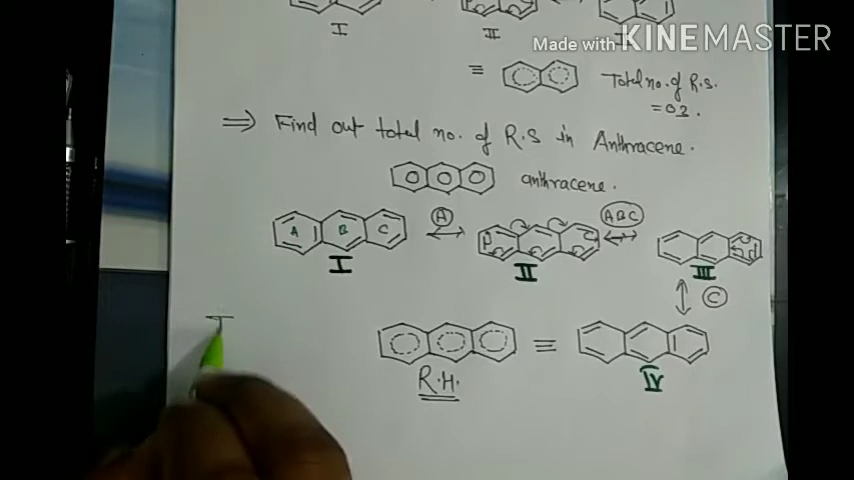 I II
Made with KINEMASTER
≡ Total no. of R.S.
= 03.
⇒ Find out total no. of R.S in Anthracene.
anthracene.
A B C (A) (ABC)
I II III
(C)
≡
R.H. IV
T